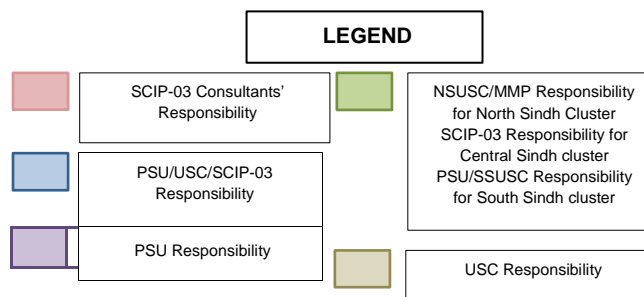 LEGEND
SCIP-03 Consultants'
Responsibility
NSUSC/MMP Responsibility
for North Sindh Cluster
SCIP-03 Responsibility for
Central Sindh cluster
PSU/SSUSC Responsibility
for South Sindh cluster
PSU/USC/SCIP-03
Responsibility
PSU Responsibility
USC Responsibility